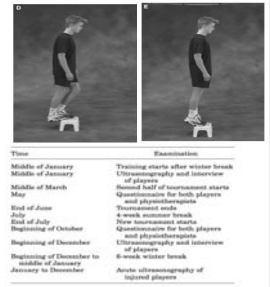 D
E
Time Examination
Middle of January Training starts after winter break
Middle of January Ultrasonography and interview
of players
Middle of March Second half of tournament starts
May Questionnaire for both players
and physiotherapists
End of June Tournament ends
July 4-week summer break
End of July New tournament starts
Beginning of October Questionnaire for both players
and physiotherapists
Beginning of December Ultrasonography and interview
of players
Beginning of December to 6-week winter break
middle of January
January to December Acute ultrasonography of
injured players